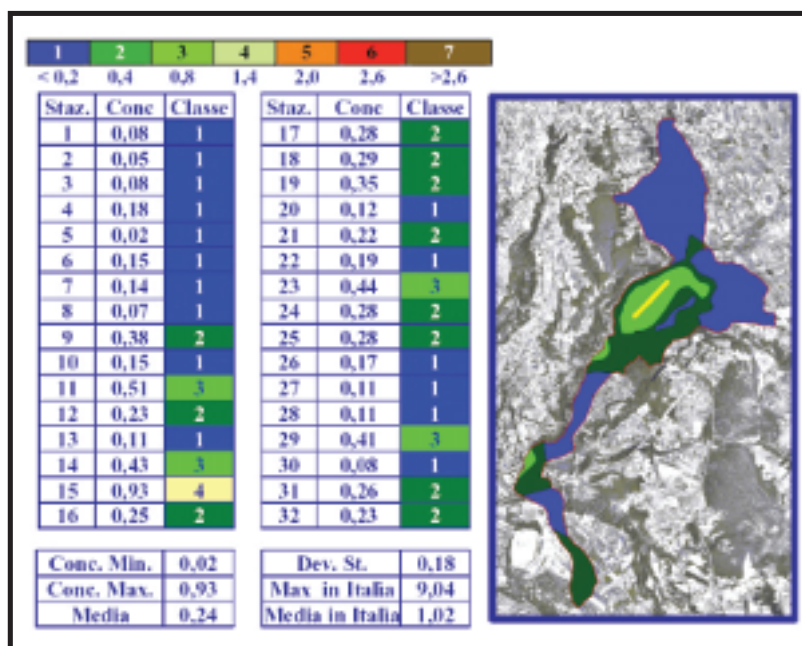 1 2 3 4 5 6 7
< 0,2 0,4 0,8 1,4 2,0 2,6 >2,6
Staz. Conc Classe Staz. Conc Classe
1 0,08 1 17 0,28 2
2 0,05 1 18 0,29 2
3 0,08 1 19 0,35 2
4 0,18 1 20 0,12 1
5 0,02 1 21 0,22 2
6 0,15 1 22 0,19 1
7 0,14 1 23 0,44 3
8 0,07 1 24 0,28 2
9 0,38 2 25 0,28 2
10 0,15 1 26 0,17 1
11 0,51 3 27 0,11 1
12 0,23 2 28 0,11 1
13 0,11 1 29 0,41 3
14 0,43 3 30 0,08 1
15 0,93 4 31 0,26 2
16 0,25 2 32 0,23 2
Conc. Min. 0,02 Dev. St. 0,18
Conc. Max. 0,93 Max in Italia 9,04
Media 0,24 Media in Italia 1,02